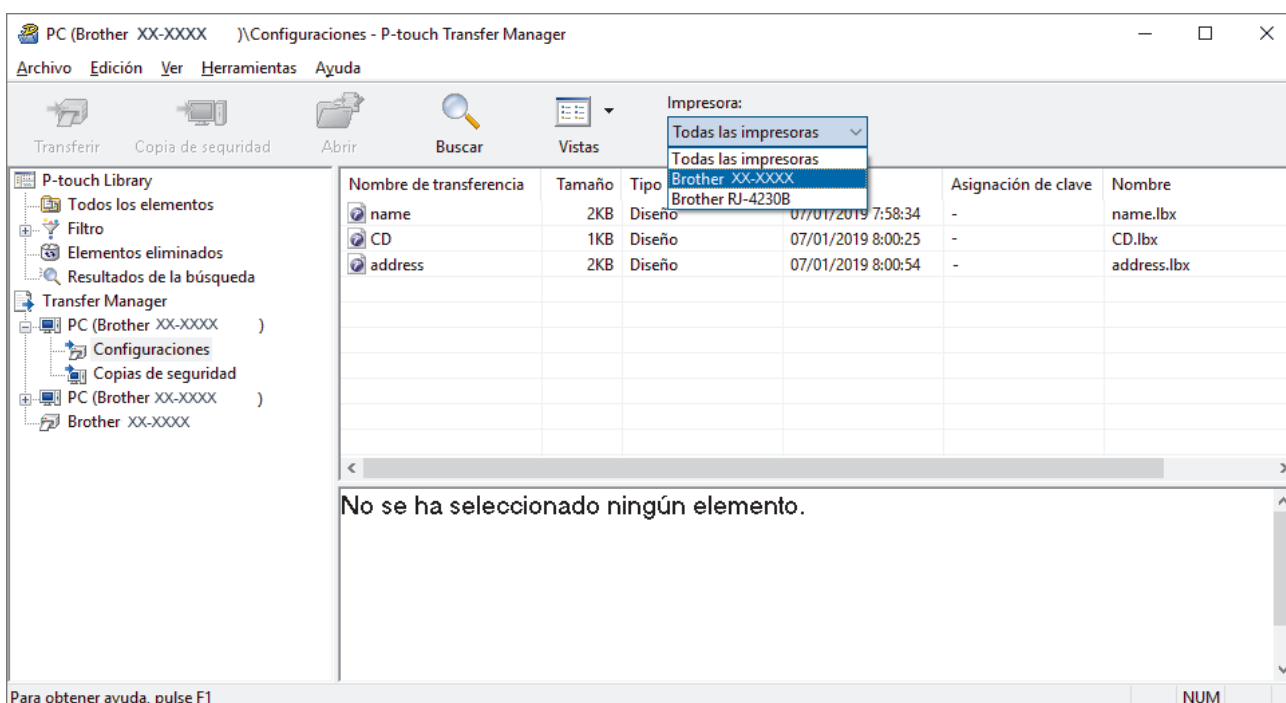 PC (Brother XX-XXXX )\Configuraciones - P-touch Transfer Manager
Archivo Edición Ver Herramientas Ayuda
Transferir Copia de seguridad Abrir Buscar Vistas
Impresora:
Todas las impresoras
Todas las impresoras
Brother XX-XXXX
Brother RJ-4230B
P-touch Library
Todos los elementos
Filtro
Elementos eliminados
Resultados de la búsqueda
Transfer Manager
PC (Brother XX-XXXX )
Configuraciones
Copias de seguridad
PC (Brother XX-XXXX )
Brother XX-XXXX
Nombre de transferencia Tamaño Tipo Asignación de clave Nombre
name 2KB Diseño 07/01/2019 7:58:34 - name.lbx
CD 1KB Diseño 07/01/2019 8:00:25 - CD.lbx
address 2KB Diseño 07/01/2019 8:00:54 - address.lbx
No se ha seleccionado ningún elemento.
Para obtener ayuda, pulse F1 NUM